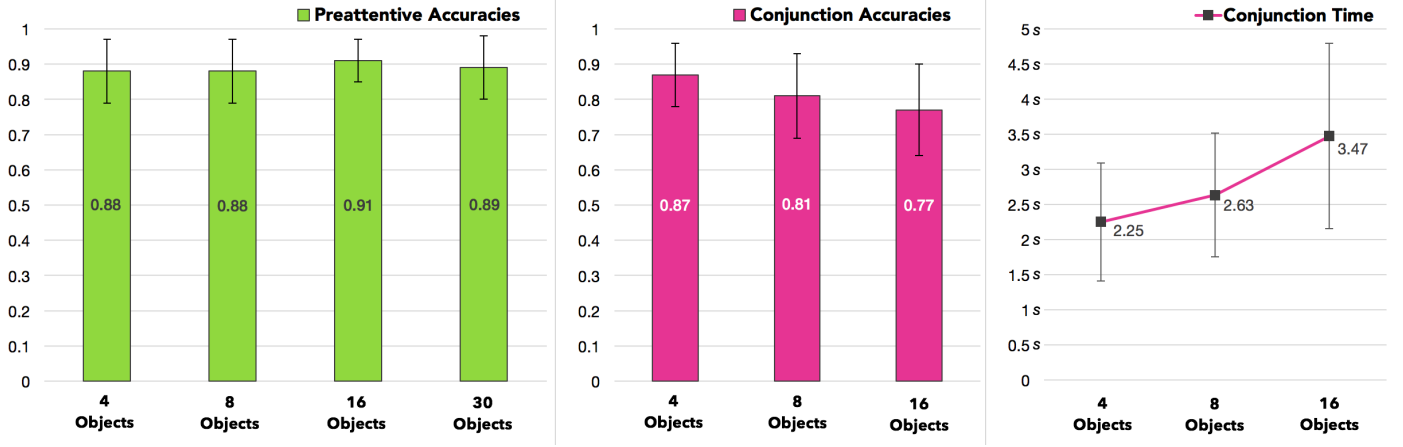 Preattentive Accuracies
1
0.9
0.8
0.7
0.6
0.5
0.4
0.3
0.2
0.1
0
0.88
0.88
0.91
0.89
4
Objects
8
Objects
16
Objects
30
Objects
Conjunction Accuracies
1
0.9
0.8
0.7
0.6
0.5
0.4
0.3
0.2
0.1
0
0.87
0.81
0.77
4
Objects
8
Objects
16
Objects
Conjunction Time
5 s
4.5 s
4 s
3.5 s
3 s
2.5 s
2 s
1.5 s
1 s
0.5 s
0
2.25
2.63
3.47
4
Objects
8
Objects
16
Objects